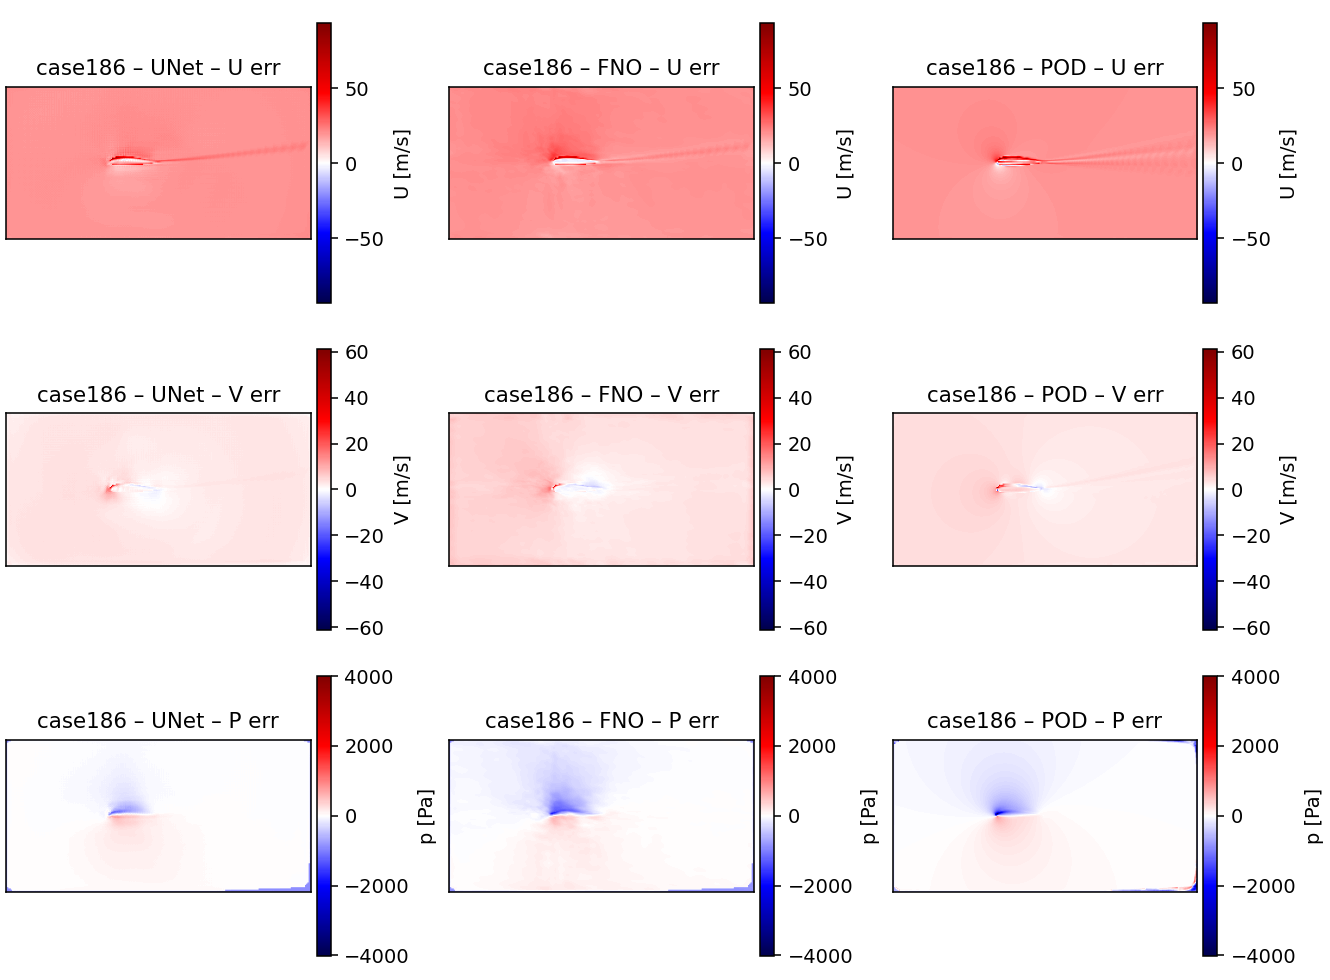 case186 – UNet – U err
50
0
−50
U [m/s]
case186 – FNO – U err
50
0
−50
U [m/s]
case186 – POD – U err
50
0
−50
U [m/s]
case186 – UNet – V err
60
40
20
0
−20
−40
−60
V [m/s]
case186 – FNO – V err
60
40
20
0
−20
−40
−60
V [m/s]
case186 – POD – V err
60
40
20
0
−20
−40
−60
V [m/s]
case186 – UNet – P err
4000
2000
0
−2000
−4000
p [Pa]
case186 – FNO – P err
4000
2000
0
−2000
−4000
p [Pa]
case186 – POD – P err
4000
2000
0
−2000
−4000
p [Pa]